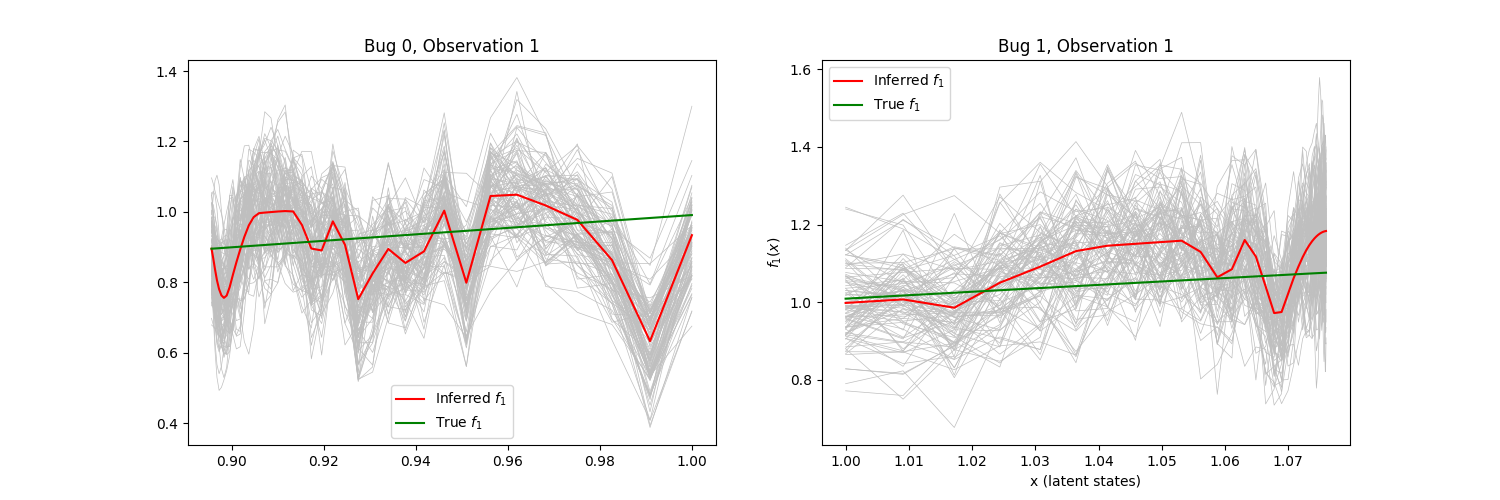 Bug 0, Observation 1
1.4
1.2
1.0
0.8
0.6
0.4
Inferred f₁
True f₁
0.90 0.92 0.94 0.96 0.98 1.00
Bug 1, Observation 1
f₁(x)
1.6
1.4
1.2
1.0
0.8
Inferred f₁
True f₁
1.00 1.01 1.02 1.03 1.04 1.05 1.06 1.07
x (latent states)